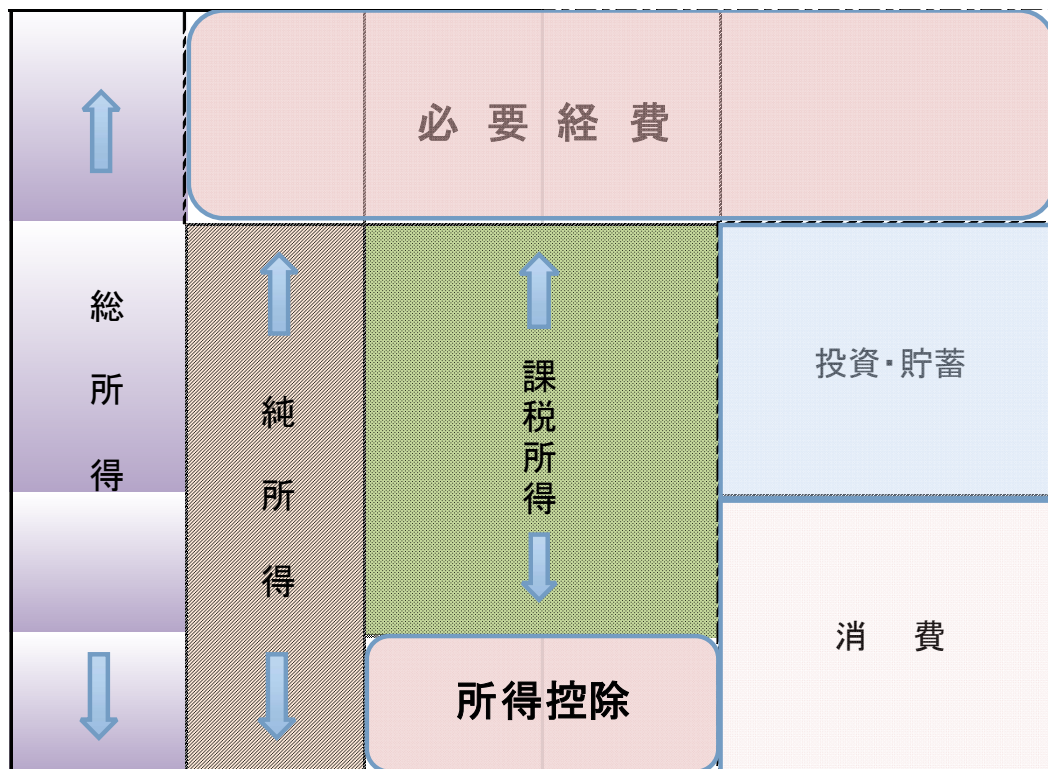 必要経費
総所得
純所得
課税所得
投資・貯蓄
消費
所得控除